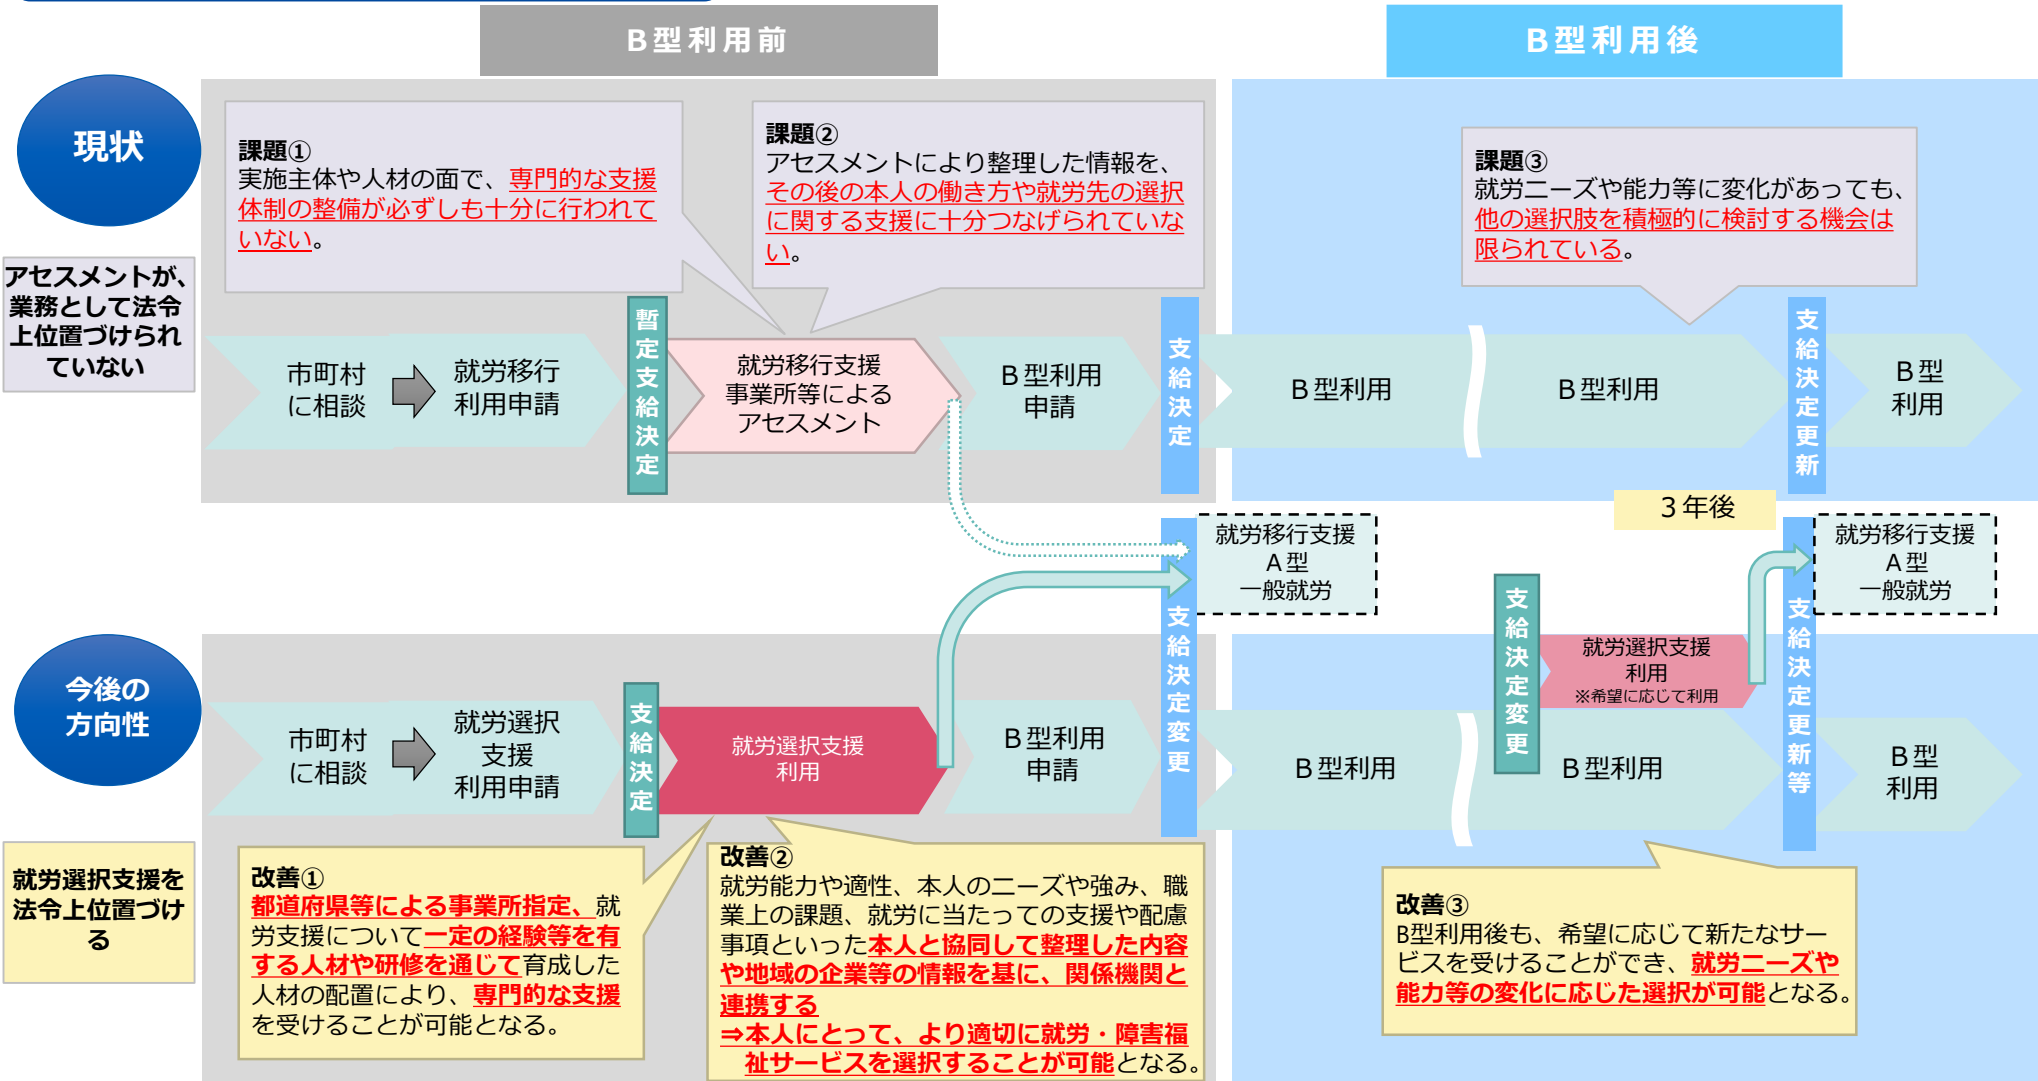 B型利用前
B型利用後
現状
アセスメントが、
業務として法令
上位置づけられ
ていない
課題①
実施主体や人材の面で、専門的な支援
体制の整備が必ずしも十分に行われて
いない。
課題②
アセスメントにより整理した情報を、
その後の本人の働き方や就労先の選択
に関する支援に十分つなげられていな
い。
課題③
就労ニーズや能力等に変化があっても、
他の選択肢を積極的に検討する機会は
限られている。
市町村
に相談
就労移行
利用申請
暫定支給決定
就労移行支援
事業所等による
アセスメント
B型利用
申請
支給決定
B型利用
B型利用
支給決定更新
B型
利用
3年後
就労移行支援
A型
一般就労
就労移行支援
A型
一般就労
今後の
方向性
就労選択支援を
法令上位置づけ
る
市町村
に相談
就労選択
支援
利用申請
支給決定
就労選択支援
利用
B型利用
申請
支給決定変更
B型利用
支給決定変更
就労選択支援
利用
※希望に応じて利用
B型利用
支給決定更新等
B型
利用
改善①
都道府県等による事業所指定、就
労支援について一定の経験等を有
する人材や研修を通じて育成した
人材の配置により、専門的な支援
を受けることが可能となる。
改善②
就労能力や適性、本人のニーズや強み、職
業上の課題、就労に当たっての支援や配慮
事項といった本人と協同して整理した内容
や地域の企業等の情報を基に、関係機関と
連携する
⇒本人にとって、より適切に就労・障害福
祉サービスを選択することが可能となる。
改善③
B型利用後も、希望に応じて新たなサー
ビスを受けることができ、就労ニーズや
能力等の変化に応じた選択が可能となる。